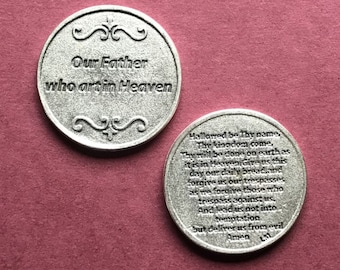 Our Father
who art in Heaven
Hallowed be Thy name,
Thy kingdom come,
Thy will be done on earth as
it is in Heaven. Give us this
day our daily bread, and
forgive us our trespasses
as we forgive those who
trespass against us.
And lead us not into
temptation
but deliver us from evil
Amen